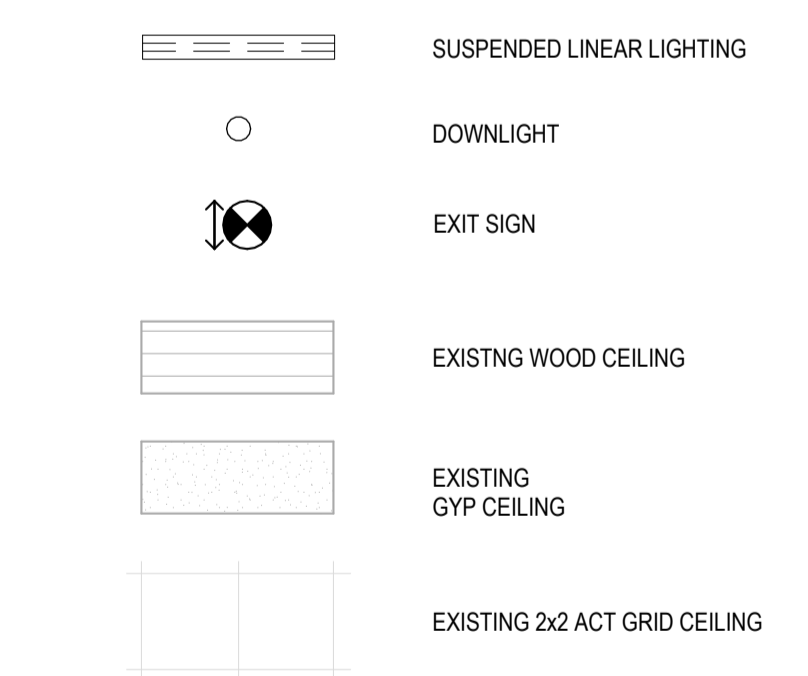 SUSPENDED LINEAR LIGHTING
DOWNLIGHT
EXIT SIGN
EXISTNG WOOD CEILING
EXISTING
GYP CEILING
EXISTING 2x2 ACT GRID CEILING